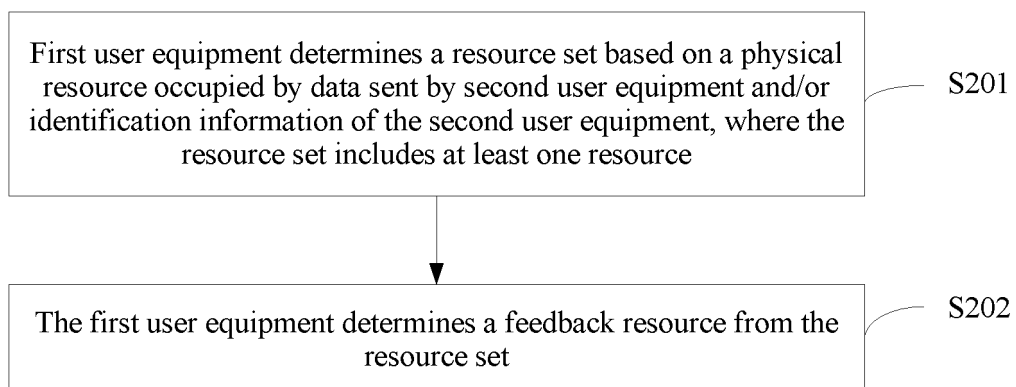 First user equipment determines a resource set based on a physical
resource occupied by data sent by second user equipment and/or
identification information of the second user equipment, where the
resource set includes at least one resource
S201
The first user equipment determines a feedback resource from the
resource set
S202